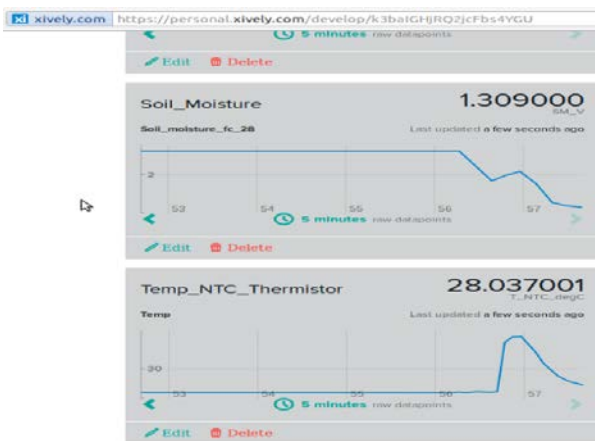 xively.com https://personal.xively.com/develop/k3baIGHjRQ2jcFbs4YGU
5 minutes raw datapoints
Edit Delete
Soil_Moisture 1.309000
SM_V
Soil_moisture_fc_28 Last updated a few seconds ago
2
53 54 55 56 57
5 minutes raw datapoints
Edit Delete
Temp_NTC_Thermistor 28.037001
T_NTC_degC
Temp Last updated a few seconds ago
30
53 54 55 56 57
5 minutes raw datapoints
Edit Delete